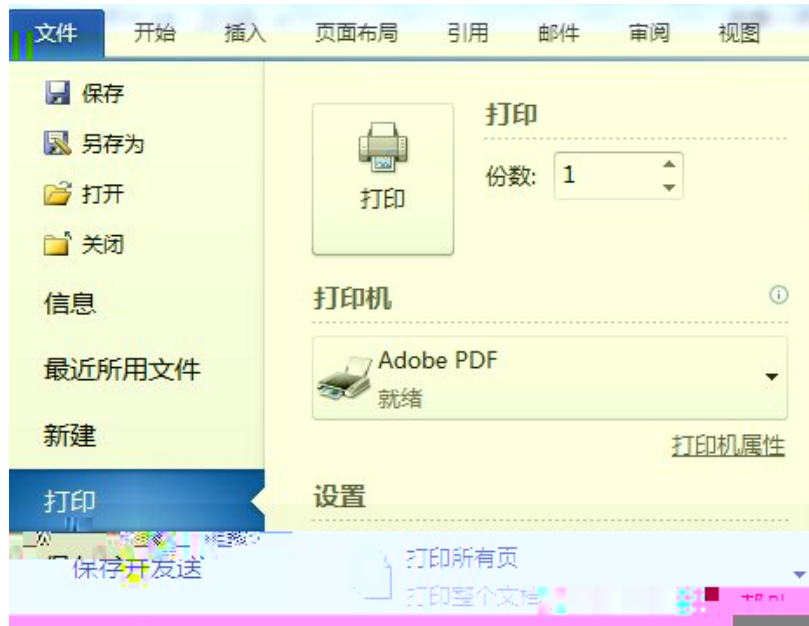 文件 开始 插入 页面布局 引用 邮件 审阅 视图
保存
另存为
打开
关闭
信息
最近所用文件
新建
打印
保存并发送
打印
打印
份数: 1
打印机
Adobe PDF
就绪
打印机属性
设置
打印所有页
打印整个文档